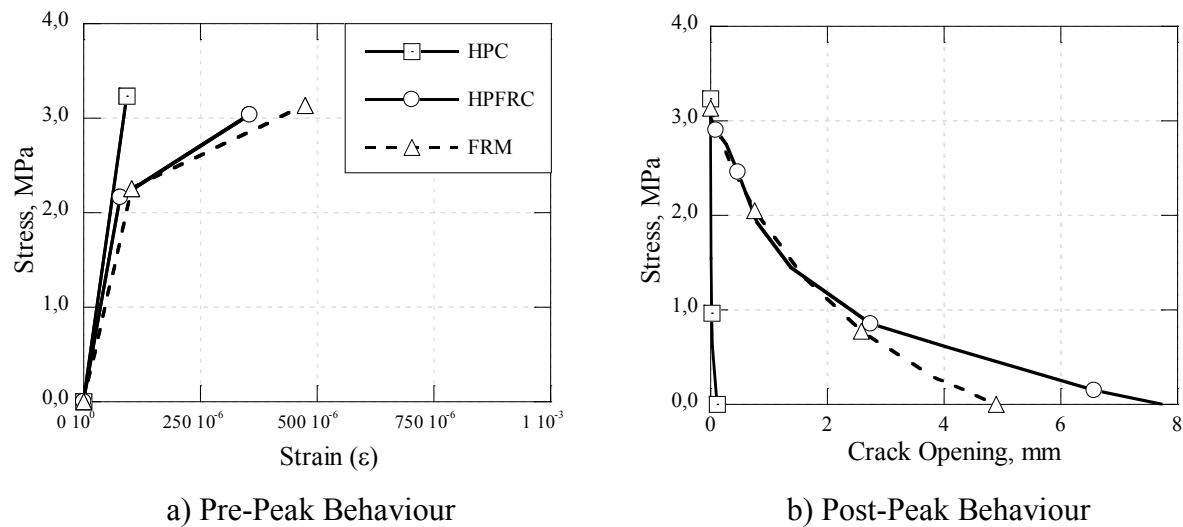 4,0
3,0
2,0
1,0
0,0
Stress, MPa
HPC
HPFRC
FRM
0 10⁰
250 10⁻⁶
500 10⁻⁶
750 10⁻⁶
1 10⁻³
Strain (ε)
a) Pre-Peak Behaviour
4,0
3,0
2,0
1,0
0,0
Stress, MPa
0
2
4
6
8
Crack Opening, mm
b) Post-Peak Behaviour